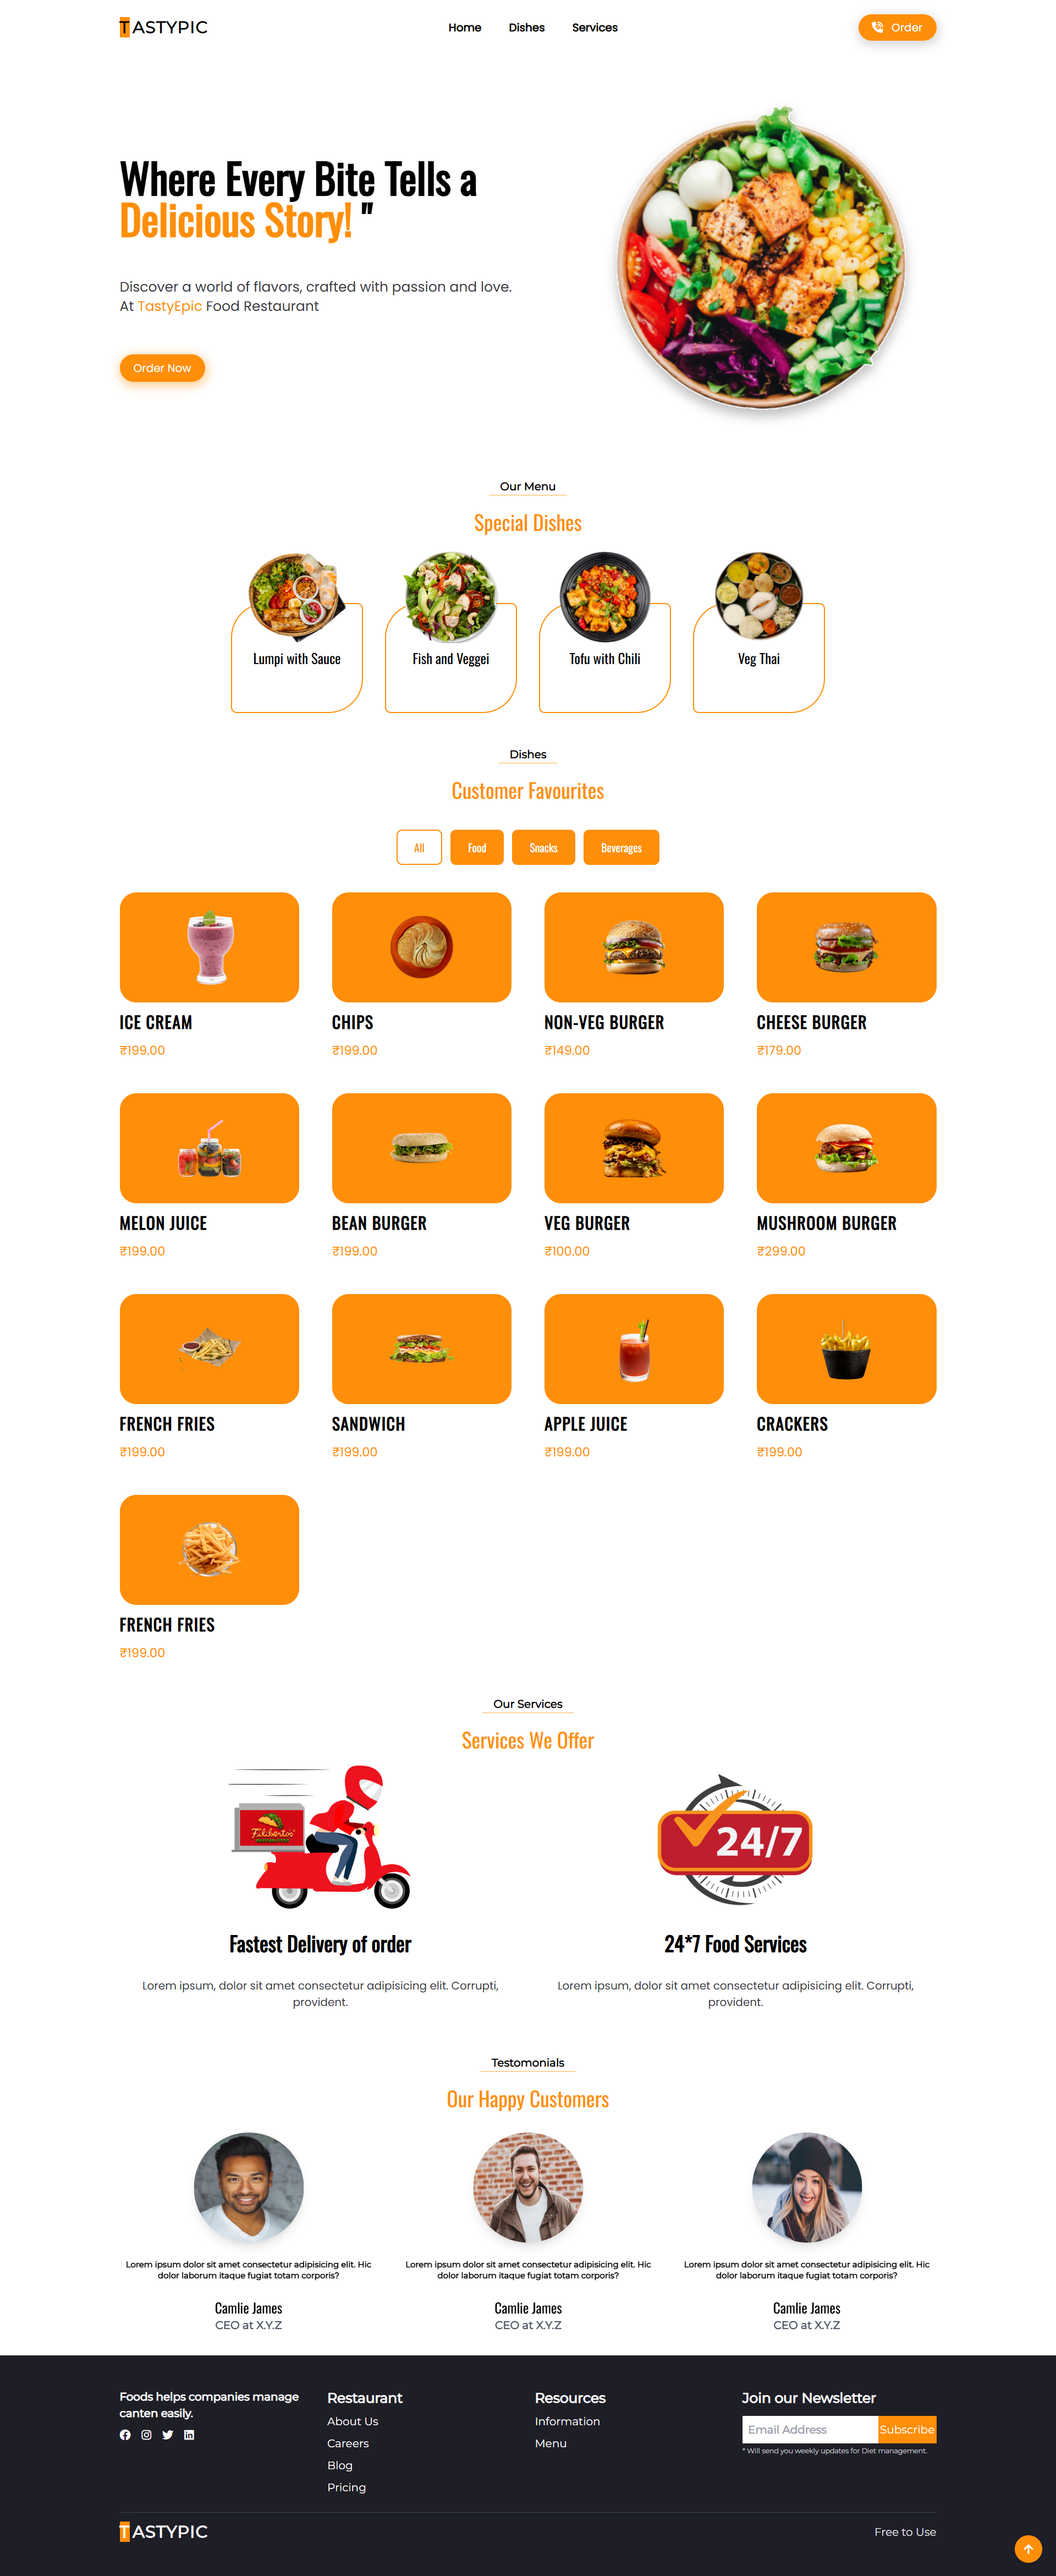 TASTYPIC
Home
Dishes
Services
Order
Where Every Bite Tells a
Delicious Story! "
Discover a world of flavors, crafted with passion and love.
At TastyEpic Food Restaurant
Order Now
Our Menu
Special Dishes
Lumpi with Sauce
Fish and Veggei
Tofu with Chili
Veg Thai
Dishes
Customer Favourites
All
Food
Snacks
Beverages
ICE CREAM
₹199.00
CHIPS
₹199.00
NON-VEG BURGER
₹149.00
CHEESE BURGER
₹179.00
MELON JUICE
₹199.00
BEAN BURGER
₹199.00
VEG BURGER
₹100.00
MUSHROOM BURGER
₹299.00
FRENCH FRIES
₹199.00
SANDWICH
₹199.00
APPLE JUICE
₹199.00
CRACKERS
₹199.00
FRENCH FRIES
₹199.00
Our Services
Services We Offer
Filibertos
24/7
Fastest Delivery of order
Lorem ipsum, dolor sit amet consectetur adipisicing elit. Corrupti,
provident.
24*7 Food Services
Lorem ipsum, dolor sit amet consectetur adipisicing elit. Corrupti,
provident.
Testomonials
Our Happy Customers
Lorem ipsum dolor sit amet consectetur adipisicing elit. Hic
dolor laborum itaque fugiat totam corporis?
Camlie James
CEO at X.Y.Z
Lorem ipsum dolor sit amet consectetur adipisicing elit. Hic
dolor laborum itaque fugiat totam corporis?
Camlie James
CEO at X.Y.Z
Lorem ipsum dolor sit amet consectetur adipisicing elit. Hic
dolor laborum itaque fugiat totam corporis?
Camlie James
CEO at X.Y.Z
Foods helps companies manage
canten easily.
Restaurant
About Us
Careers
Blog
Pricing
Resources
Information
Menu
Join our Newsletter
Email Address
Subscribe
* Will send you weekly updates for Diet management.
TASTYPIC
Free to Use